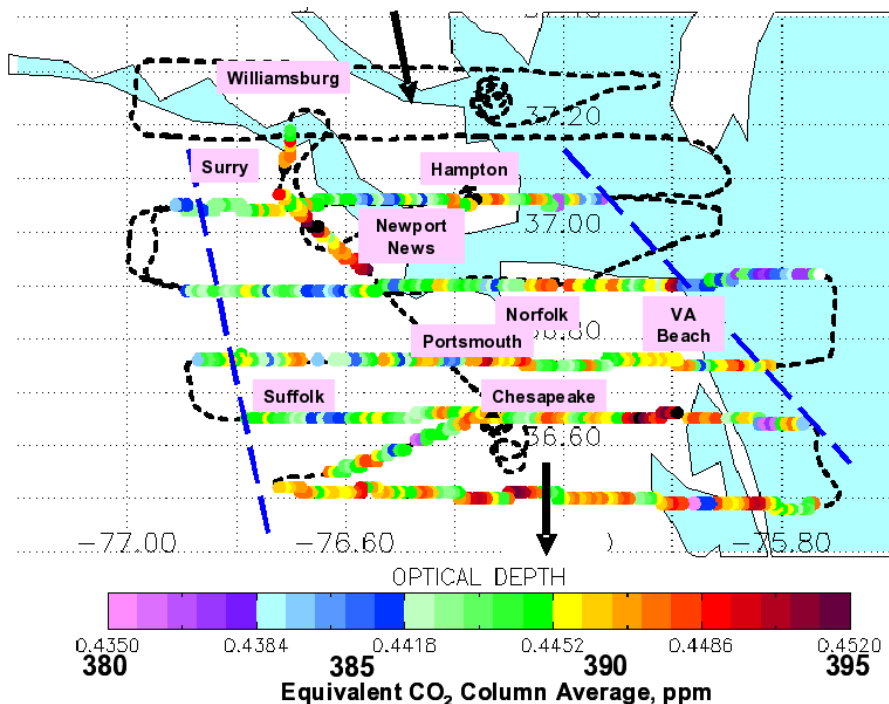 Williamsburg
37.20
Surry
Hampton
37.00
Newport
News
Norfolk
VA
Beach
Portsmouth
Suffolk
Chesapeake
36.60
−77.00
−76.60
−75.80
OPTICAL DEPTH
0.4350
0.4384
0.4418
0.4452
0.4486
0.4520
380
385
390
395
Equivalent CO₂ Column Average, ppm